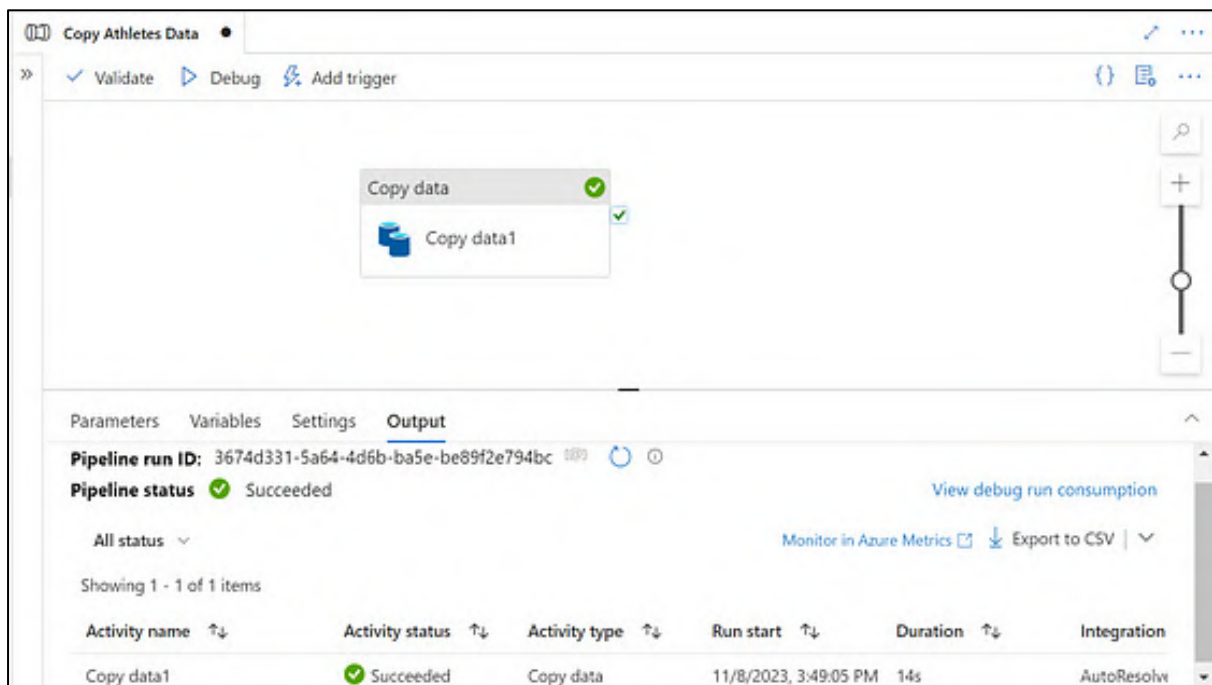 Copy Athletes Data
Validate Debug Add trigger
Copy data
Copy data1
Parameters Variables Settings Output
Pipeline run ID: 3674d331-5a64-4d6b-ba5e-be89f2e794bc
Pipeline status Succeeded View debug run consumption
All status Monitor in Azure Metrics Export to CSV
Showing 1 - 1 of 1 items
Activity name Activity status Activity type Run start Duration Integration
Copy data1 Succeeded Copy data 11/8/2023, 3:49:05 PM 14s AutoResolve